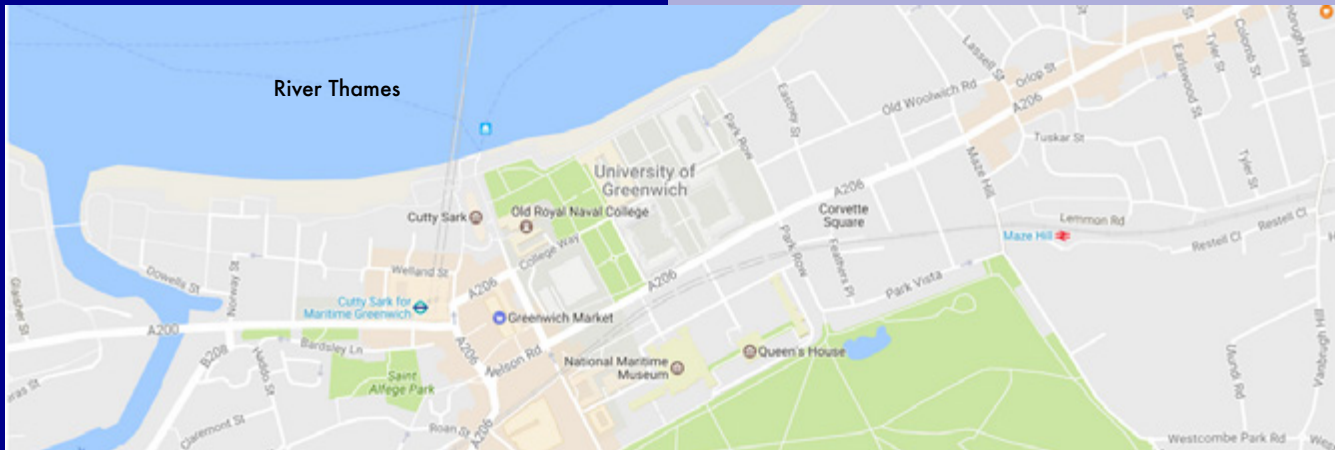 River Thames
University of
Greenwich
Old Royal Naval College
Cutty Sark
College Way
Welland St
A206
Cutty Sark for
Maritime Greenwich
Greenwich Market
Dowells St
Norway St
Glaisher St
A200
B208
Haddo St
Bardsley Ln
Saint
Alfege Park
Claremont St
Roan St
A206
A206
Nelson Rd
National Maritime
Museum
Queen's House
A206
Park Row
Park Row
Eastney St
Old Woolwich Rd
A206
Corvette
Square
Feathers Pl
Park Vista
Maze Hill
Maze Hill
Lassell St
Orlop St
A206
Tuskar St
Earlswood St
Tyler St
Tyler St
Colomb St
Lemmon Rd
Restell Cl
Restell Cl
Ulundi Rd
Vanbrugh Hill
Westcombe Park Rd